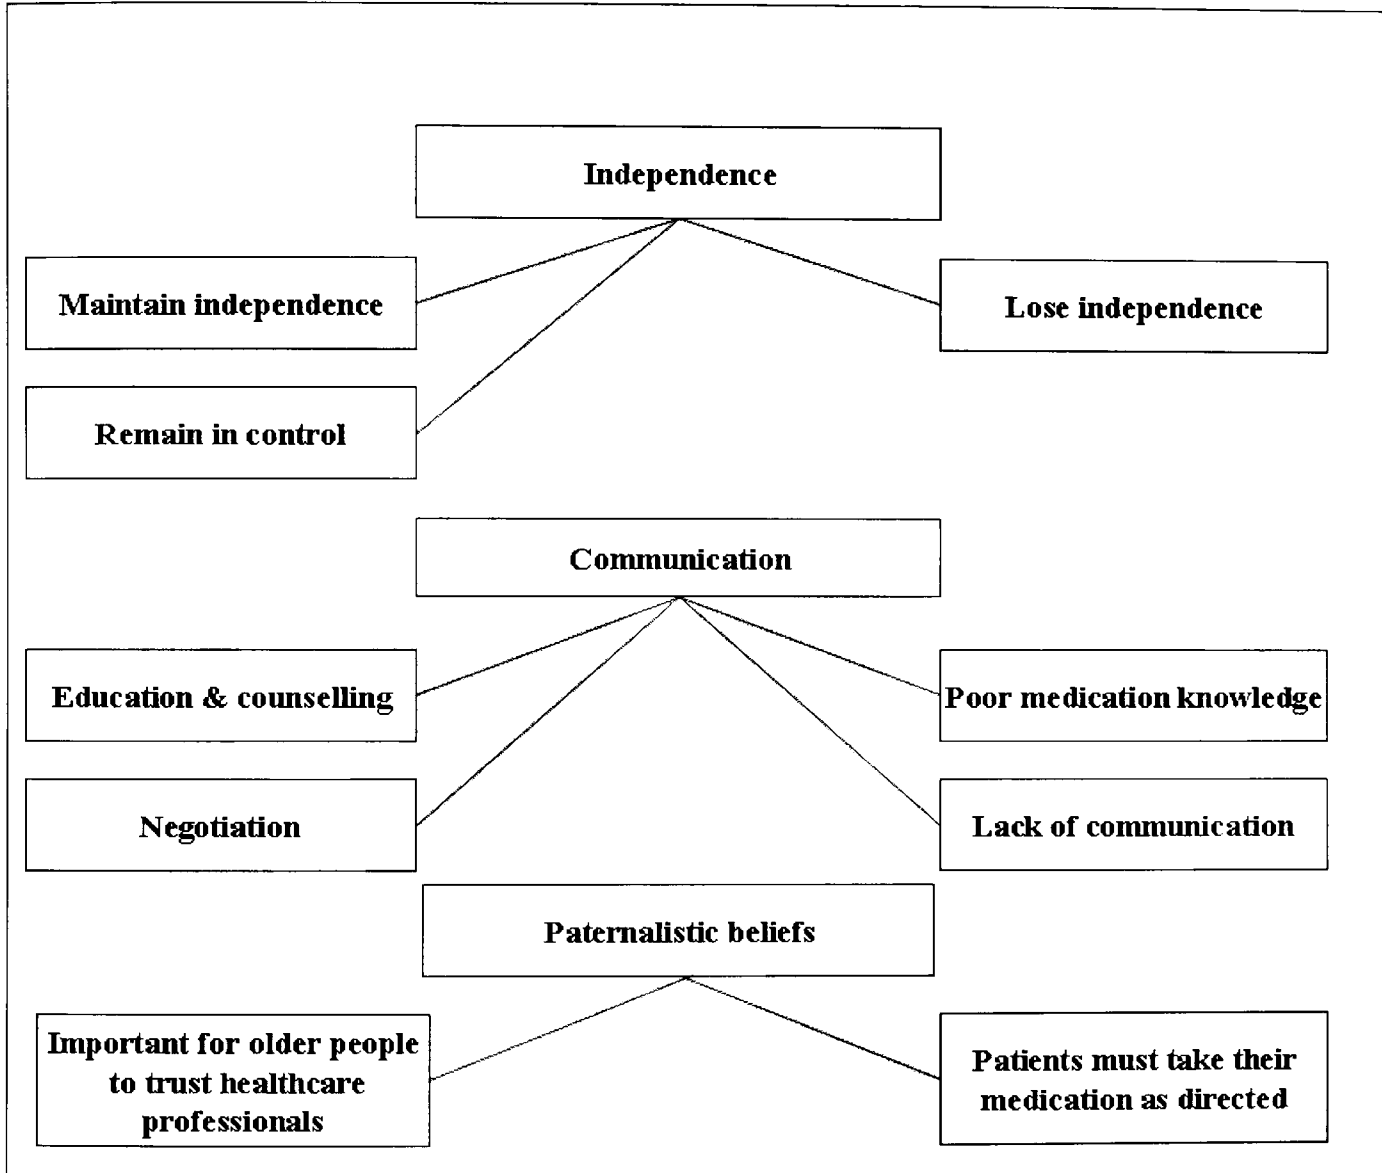 Independence
Maintain independence
Lose independence
Remain in control
Communication
Education & counselling
Poor medication knowledge
Negotiation
Lack of communication
Paternalistic beliefs
Important for older people
to trust healthcare
professionals
Patients must take their
medication as directed